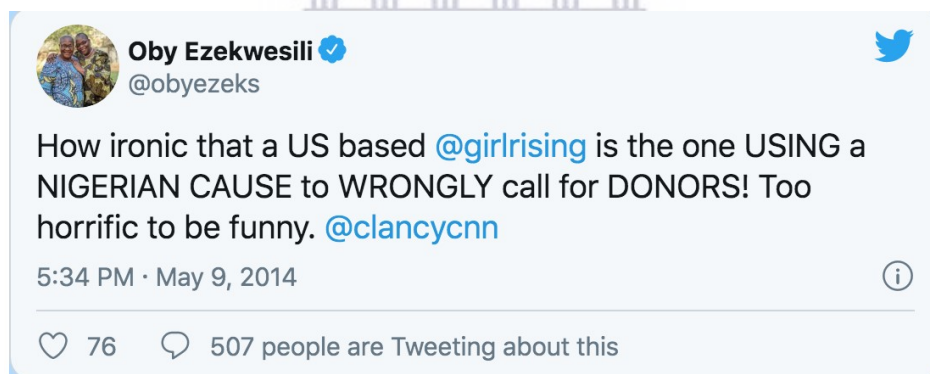 Oby Ezekwesili
@obyezeks
How ironic that a US based @girlrising is the one USING a
NIGERIAN CAUSE to WRONGLY call for DONORS! Too
horrific to be funny. @clancycnn
5:34 PM · May 9, 2014
76 507 people are Tweeting about this